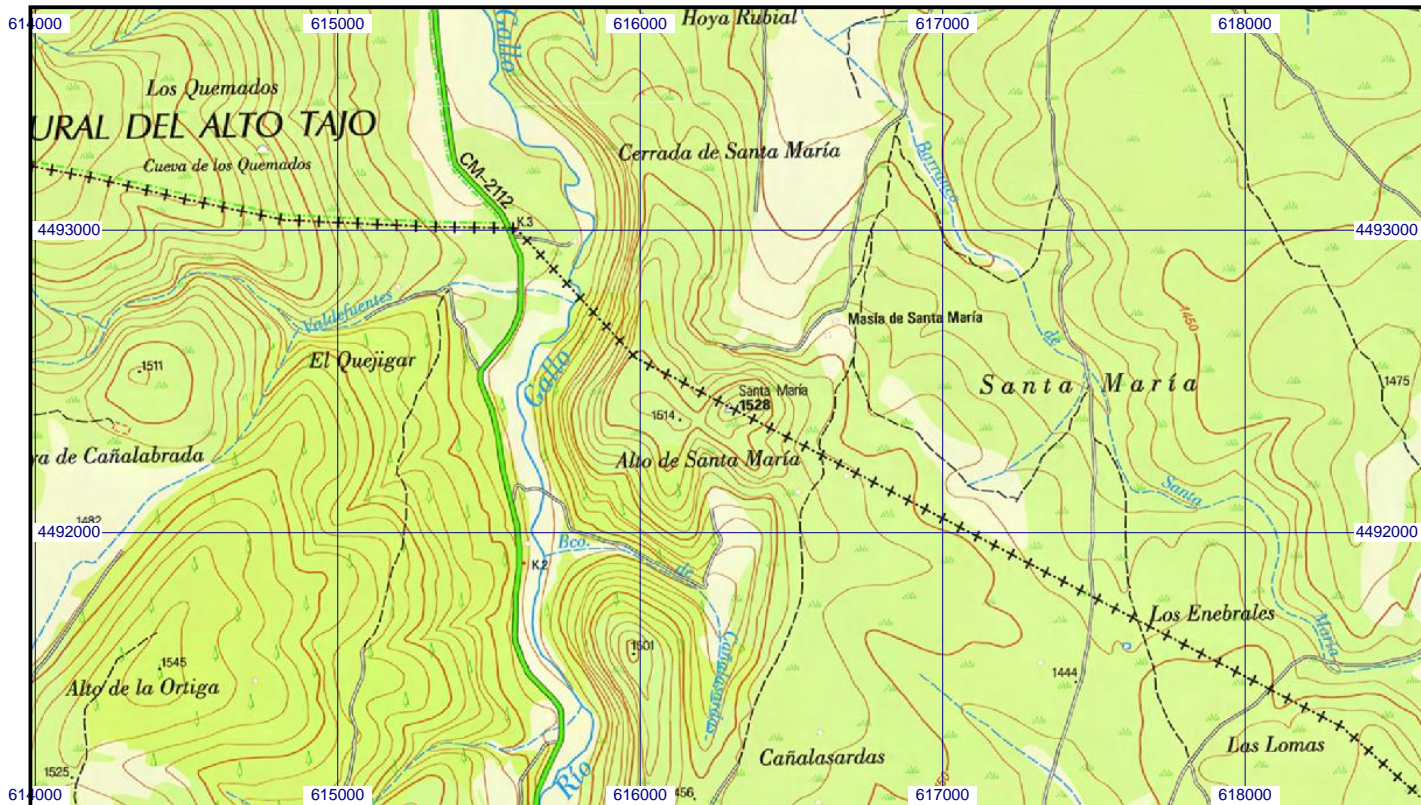 614000 615000 616000 617000 618000
Gallo
Hoya Rubial
Los Quemados
URAL DEL ALTO TAJO
Cueva de los Quemados
CM-2112
Cerrada de Santa María
Barranco
K.3
4493000 4493000
Valdefuentes
1450
Masía de Santa María
de
El Quejigar
1511
Gallo
Santa María
1528
1514
Santa María
1475
Alto de Santa María
de Cañalabrada
Santa
1482
4492000 4492000
Bco.
de
K.2
Los Enebrales
María
Cañalasardas
1501
1545
1444
Alto de la Ortiga
Las Lomas
Cañalasardas
1525
Río
456
614000 615000 616000 617000 618000